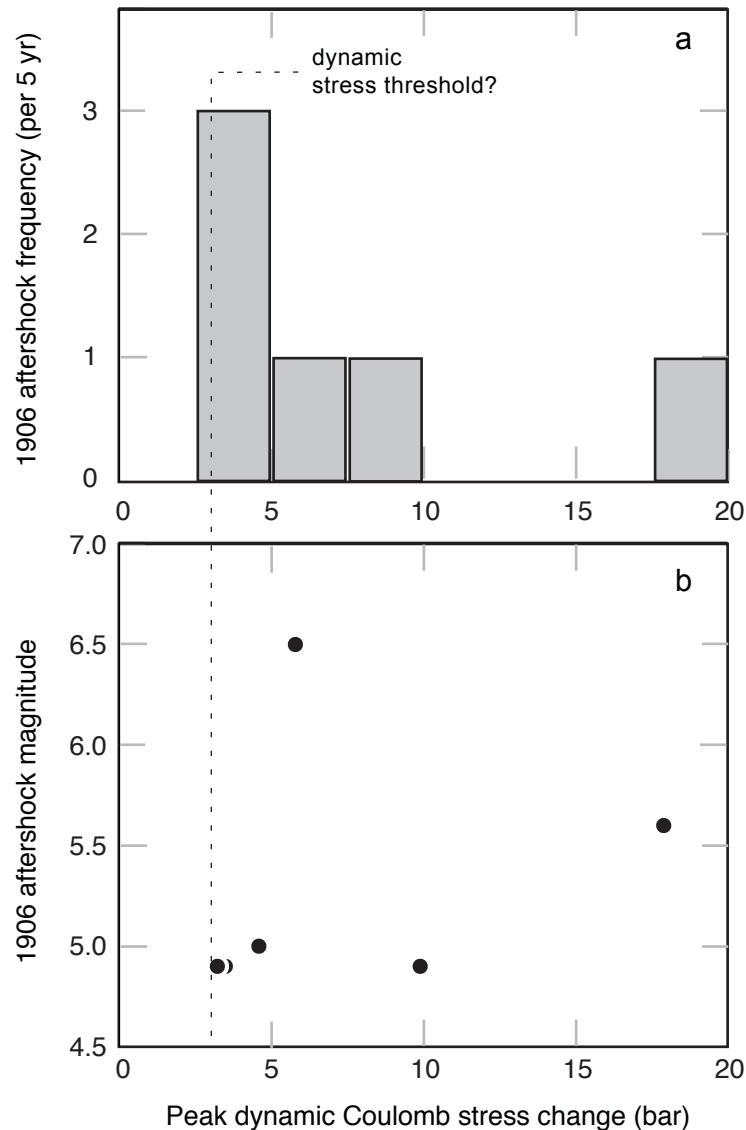 a
dynamic
stress threshold?
1906 aftershock frequency (per 5 yr)
3
2
1
0
0 5 10 15 20
b
1906 aftershock magnitude
7.0
6.5
6.0
5.5
5.0
4.5
0 5 10 15 20
Peak dynamic Coulomb stress change (bar)